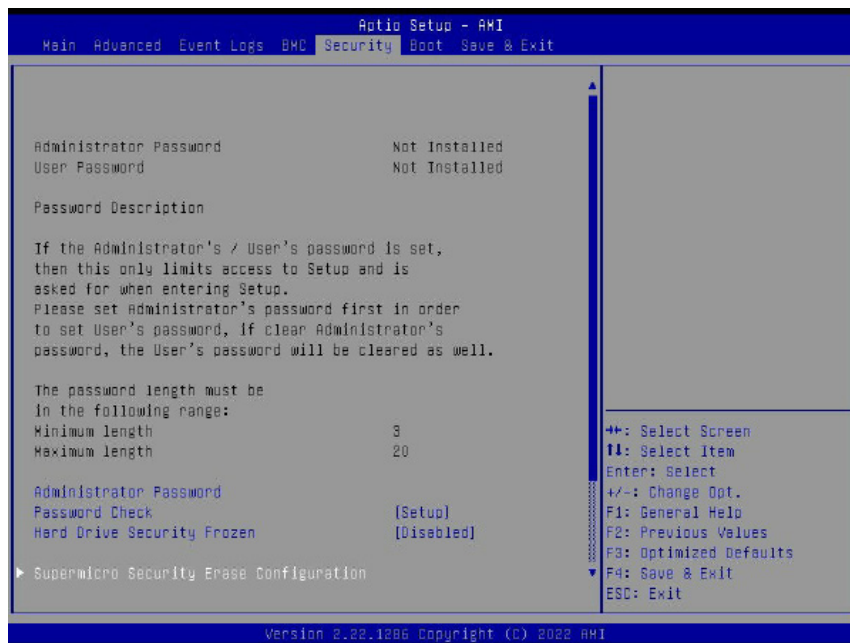 Aptio Setup - AMI
Main Advanced Event Logs BMC Security Boot Save & Exit
Administrator Password Not Installed
User Password Not Installed
Password Description
If the Administrator's / User's password is set,
then this only limits access to Setup and is
asked for when entering Setup.
Please set Administrator's password first in order
to set User's password, if clear Administrator's
password, the User's password will be cleared as well.
The password length must be
in the following range:
Minimum length 3
Maximum length 20
Administrator Password
Password Check [Setup]
Hard Drive Security Frozen [Disabled]
▶ Supermicro Security Erase Configuration
→←: Select Screen
↑↓: Select Item
Enter: Select
+/-: Change Opt.
F1: General Help
F2: Previous Values
F3: Optimized Defaults
F4: Save & Exit
ESC: Exit
Version 2.22.1286 Copyright (C) 2022 AMI